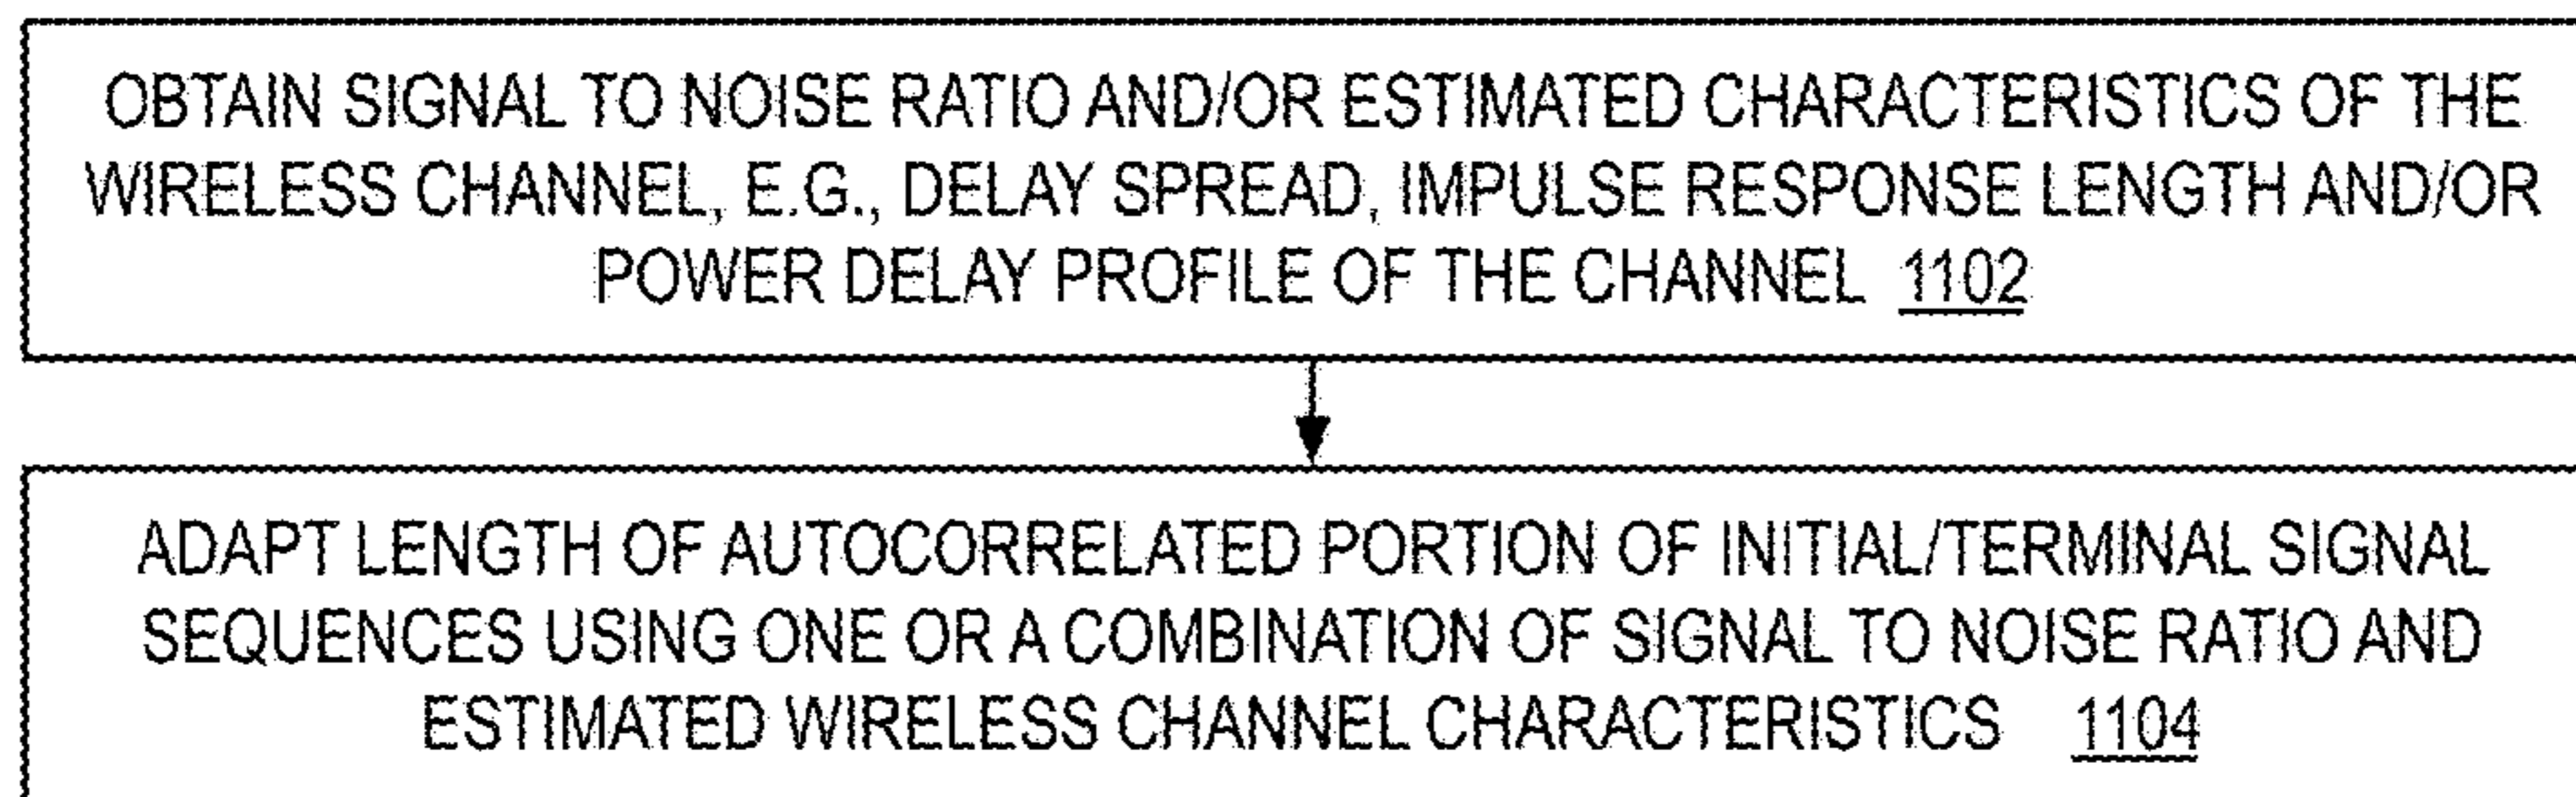 OBTAIN SIGNAL TO NOISE RATIO AND/OR ESTIMATED CHARACTERISTICS OF THE
WIRELESS CHANNEL, E.G., DELAY SPREAD, IMPULSE RESPONSE LENGTH AND/OR
POWER DELAY PROFILE OF THE CHANNEL 1102
ADAPT LENGTH OF AUTOCORRELATED PORTION OF INITIAL/TERMINAL SIGNAL
SEQUENCES USING ONE OR A COMBINATION OF SIGNAL TO NOISE RATIO AND
ESTIMATED WIRELESS CHANNEL CHARACTERISTICS 1104